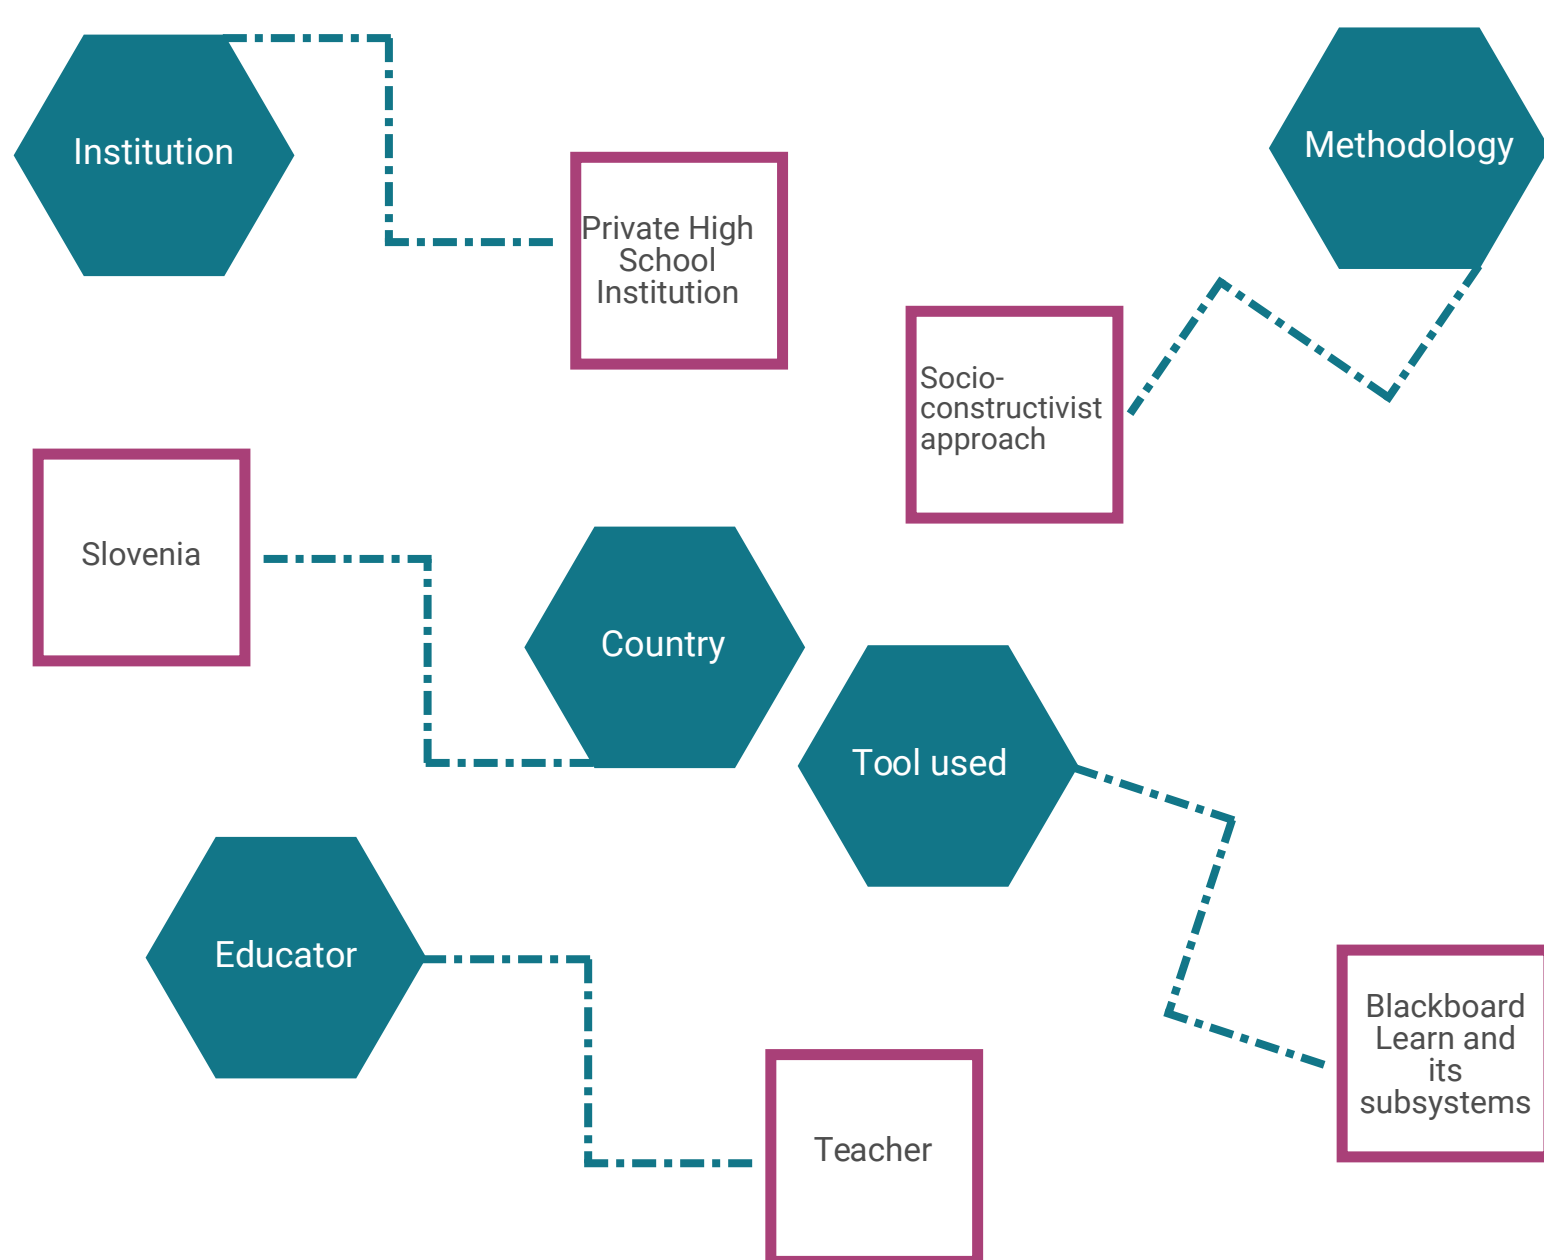 Institution
Methodology
Private High
School
Institution
Socio-
constructivist
approach
Slovenia
Country
Tool used
Educator
Blackboard
Learn and
its
subsystems
Teacher